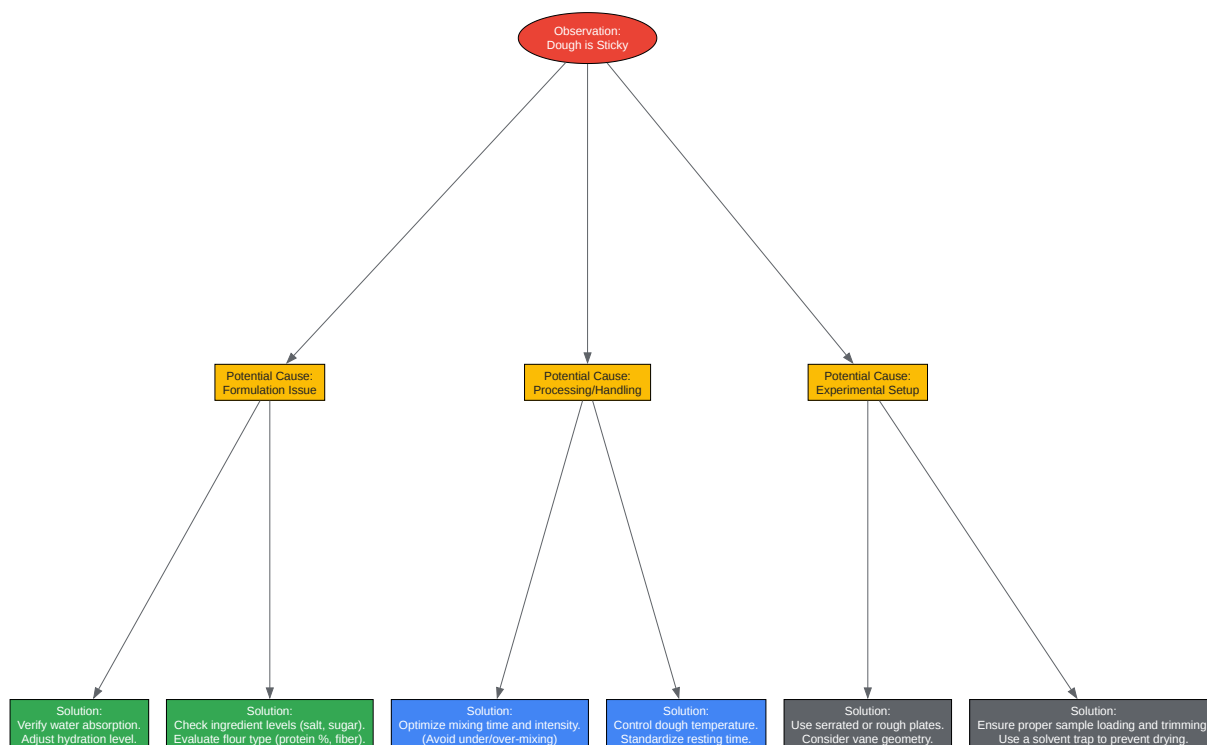 Observation:
Dough is Sticky
Potential Cause:
Formulation Issue
Potential Cause:
Processing/Handling
Potential Cause:
Experimental Setup
Solution:
Verify water absorption.
Adjust hydration level.
Solution:
Check ingredient levels (salt, sugar).
Evaluate flour type (protein %, fiber).
Solution:
Optimize mixing time and intensity.
(Avoid under/over-mixing)
Solution:
Control dough temperature.
Standardize resting time.
Solution:
Use serrated or rough plates.
Consider vane geometry.
Solution:
Ensure proper sample loading and trimming
Use a solvent trap to prevent drying.